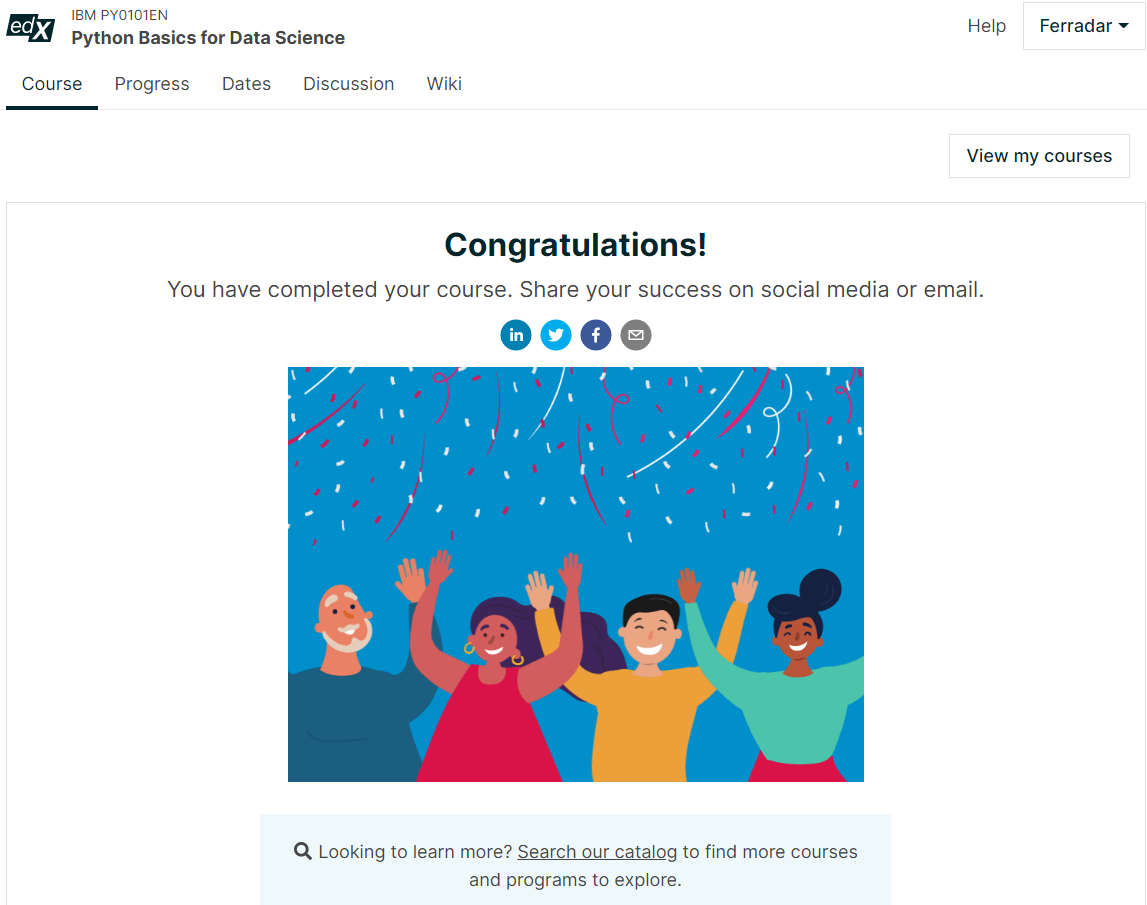 edX
IBM PY0101EN
Python Basics for Data Science
Help
Ferradar
Course Progress Dates Discussion Wiki
View my courses
Congratulations!
You have completed your course. Share your success on social media or email.
in f
Looking to learn more? Search our catalog to find more courses
and programs to explore.